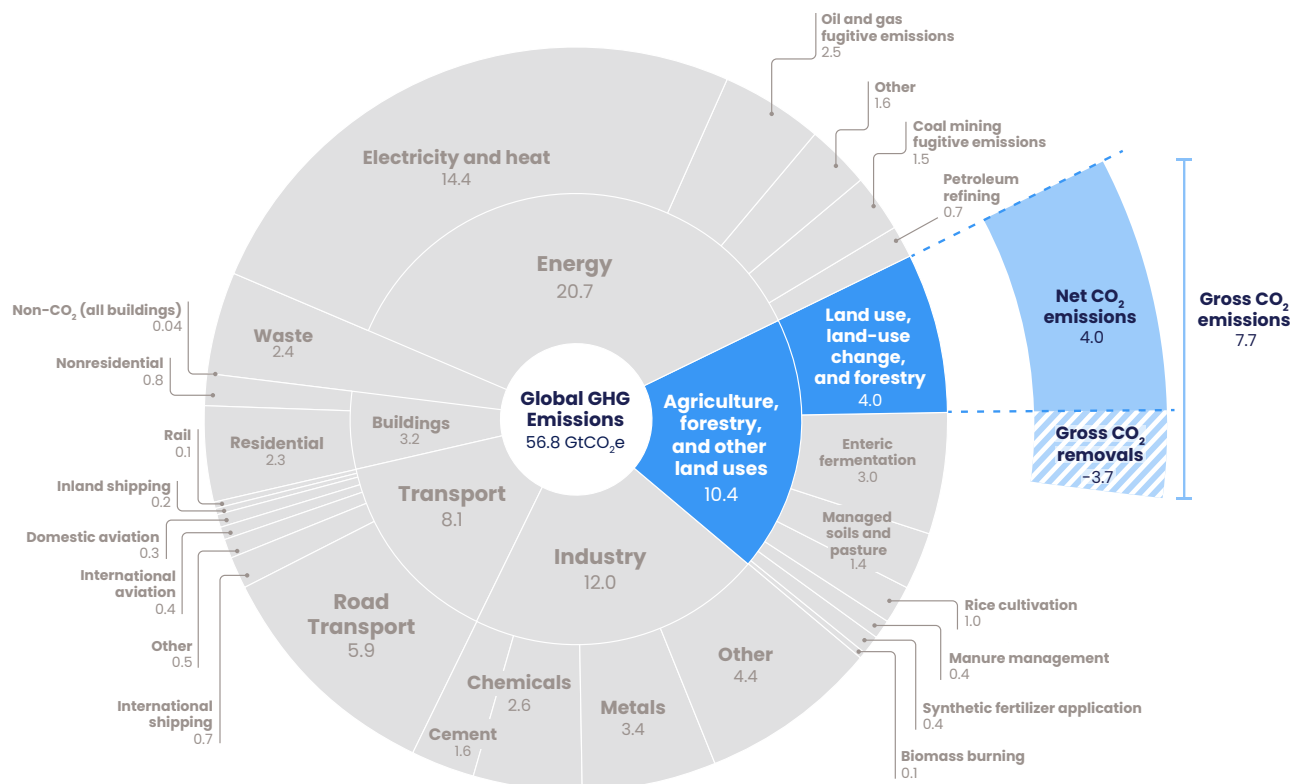 Oil and gas
fugitive emissions
2.5
Other
1.6
Coal mining
fugitive emissions
1.5
Petroleum
refining
0.7
Electricity and heat
14.4
Energy
20.7
Non-CO₂ (all buildings)
0.04
Waste
2.4
Nonresidential
0.8
Buildings
3.2
Residential
2.3
Rail
0.1
Inland shipping
0.2
Domestic aviation
0.3
International
aviation
0.4
Other
0.5
International
shipping
0.7
Transport
8.1
Road
Transport
5.9
Global GHG
Emissions
56.8 GtCO₂e
Industry
12.0
Cement
1.6
Chemicals
2.6
Metals
3.4
Other
4.4
Agriculture,
forestry,
and other
land uses
10.4
Land use,
land-use
change,
and forestry
4.0
Enteric
fermentation
3.0
Managed
soils and
pasture
1.4
Rice cultivation
1.0
Manure management
0.4
Synthetic fertilizer application
0.4
Biomass burning
0.1
Net CO₂
emissions
4.0
Gross CO₂
removals
-3.7
Gross CO₂
emissions
7.7